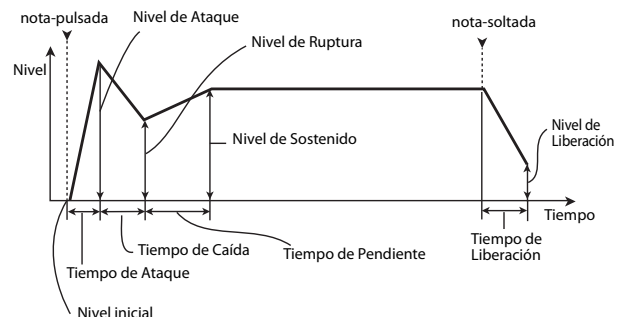 nota-pulsada
Nivel de Ataque
nota-soltada
Nivel de Ruptura
Nivel
Nivel de Sostenido
Nivel de
Liberación
Tiempo
Tiempo de Caída
Tiempo de Pendiente
Tiempo de
Liberación
Tiempo de Ataque
Nivel inicial